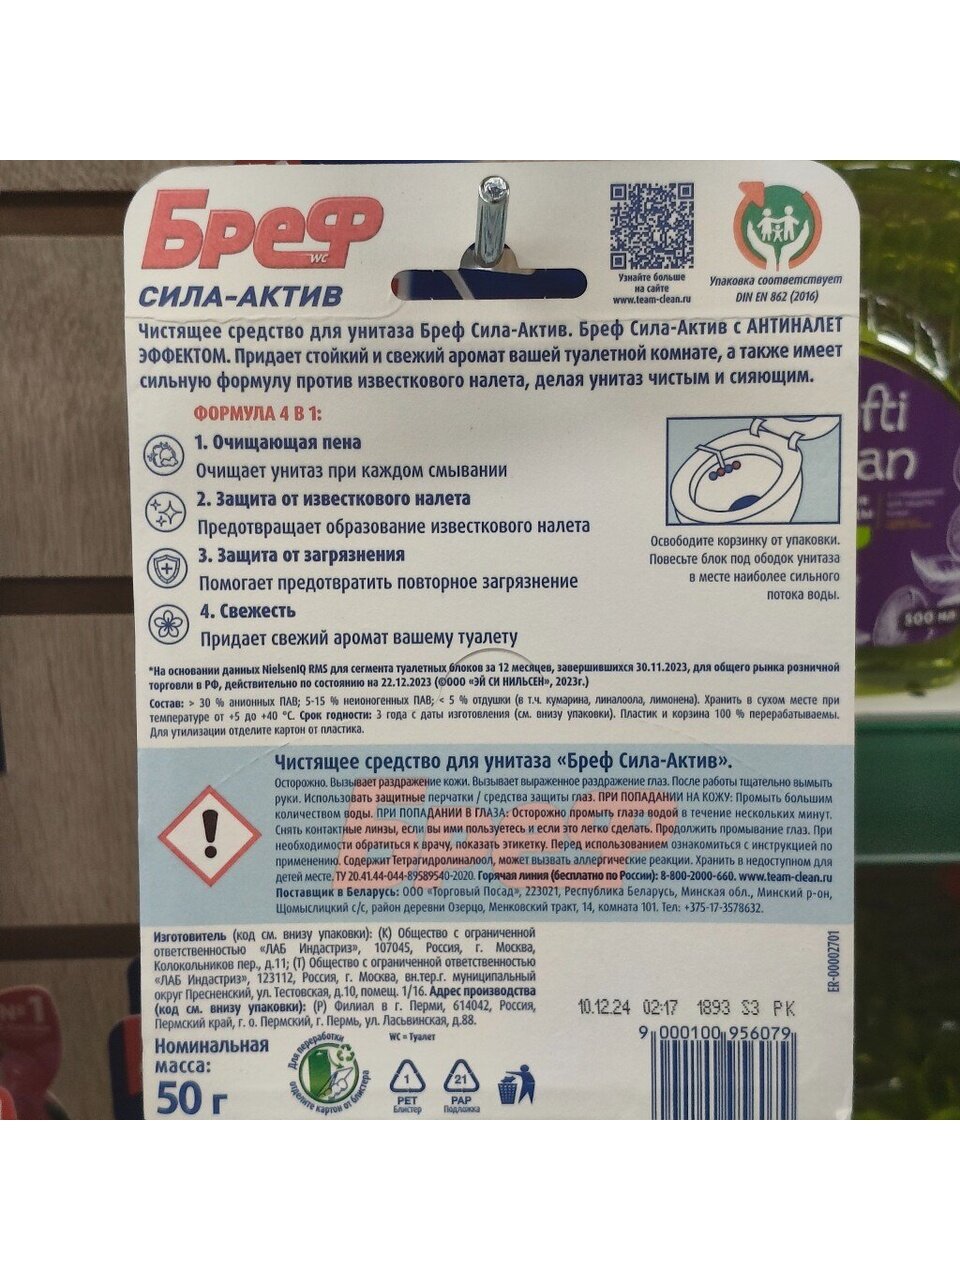 БРеФ
WC
СИЛА-АКТИВ
Узнайте больше
на сайте
www.team-clean.ru
Упаковка соответствует
DIN EN 862 (2016)
Чистящее средство для унитаза Бреф Сила-Актив. Бреф Сила-Актив с АНТИНАЛЕТ
ЭФФЕКТОМ. Придает стойкий и свежий аромат вашей туалетной комнате, а также имеет
сильную формулу против известкового налета, делая унитаз чистым и сияющим.
ФОРМУЛА 4 В 1:
1. Очищающая пена
Очищает унитаз при каждом смывании
2. Защита от известкового налета
Предотвращает образование известкового налета
3. Защита от загрязнения
Помогает предотвратить повторное загрязнение
4. Свежесть
Придает свежий аромат вашему туалету
Освободите корзинку от упаковки.
Повесьте блок под ободок унитаза
в месте наиболее сильного
потока воды.
*На основании данных NielsenIQ RMS для сегмента туалетных блоков за 12 месяцев, завершившихся 30.11.2023, для общего рынка розничной
торговли в РФ, действительно по состоянию на 22.12.2023 (©ООО «ЭЙ СИ НИЛЬСЕН», 2023г.)
Состав: > 30 % анионных ПАВ; 5-15 % неионогенных ПАВ; < 5 % отдушки (в т.ч. кумарина, линалоола, лимонена). Хранить в сухом месте при
температуре от +5 до +40 °C. Срок годности: 3 года с даты изготовления (см. внизу упаковки). Пластик и корзина 100 % перерабатываемы.
Для утилизации отделите картон от пластика.
Чистящее средство для унитаза «Бреф Сила-Актив».
Осторожно. Вызывает раздражение кожи. Вызывает выраженное раздражение глаз. После работы тщательно вымыть
руки. Использовать защитные перчатки / средства защиты глаз. ПРИ ПОПАДАНИИ НА КОЖУ: Промыть большим
количеством воды. ПРИ ПОПАДАНИИ В ГЛАЗА: осторожно промыть глаза водой в течение нескольких минут.
Снять контактные линзы, если вы ими пользуетесь и если это легко сделать. Продолжить промывание глаз. При
необходимости обратиться к врачу, показать этикетку. Перед использованием ознакомиться с инструкцией по
применению. Содержит Тетрагидролиналоол, может вызвать аллергические реакции. Хранить в недоступном для
детей месте. ТУ 20.41.44-044-89589540-2020. Горячая линия (бесплатно по России): 8-800-2000-660. www.team-clean.ru
Поставщик в Беларусь: ООО «Торговый Посад», 223021, Республика Беларусь, Минская обл., Минский р-он,
Щомыслицкий с/с, район деревни Озерцо, Менковский тракт, 14, комната 101. Тел: +375-17-3578632.
Изготовитель (код см. внизу упаковки): (К) Общество с ограниченной
ответственностью «ЛАБ Индастриз», 107045, Россия, г. Москва,
Колокольников пер., д.11; (Т) Общество с ограниченной ответственностью
«ЛАБ Индастриз», 123112, Россия, г. Москва, вн.тер.г. муниципальный
округ Пресненский, ул. Тестовская, д.10, помещ. 1/16. Адрес производства
(код см. внизу упаковки): (Р) Филиал в г. Перми, 614042, Россия,
Пермский край, г. о. Пермский, г. Пермь, ул. Ласьвинская, д.88.
WC = Туалет
ER-00002701
10.12.24 02:17 1893 S3 РК
9 000100 956079
Номинальная
масса:
50 г
Для переработки
отделите картон от блистера
1
PET
Блистер
21
PAP
Подложка
fti
an
800 мл
№1